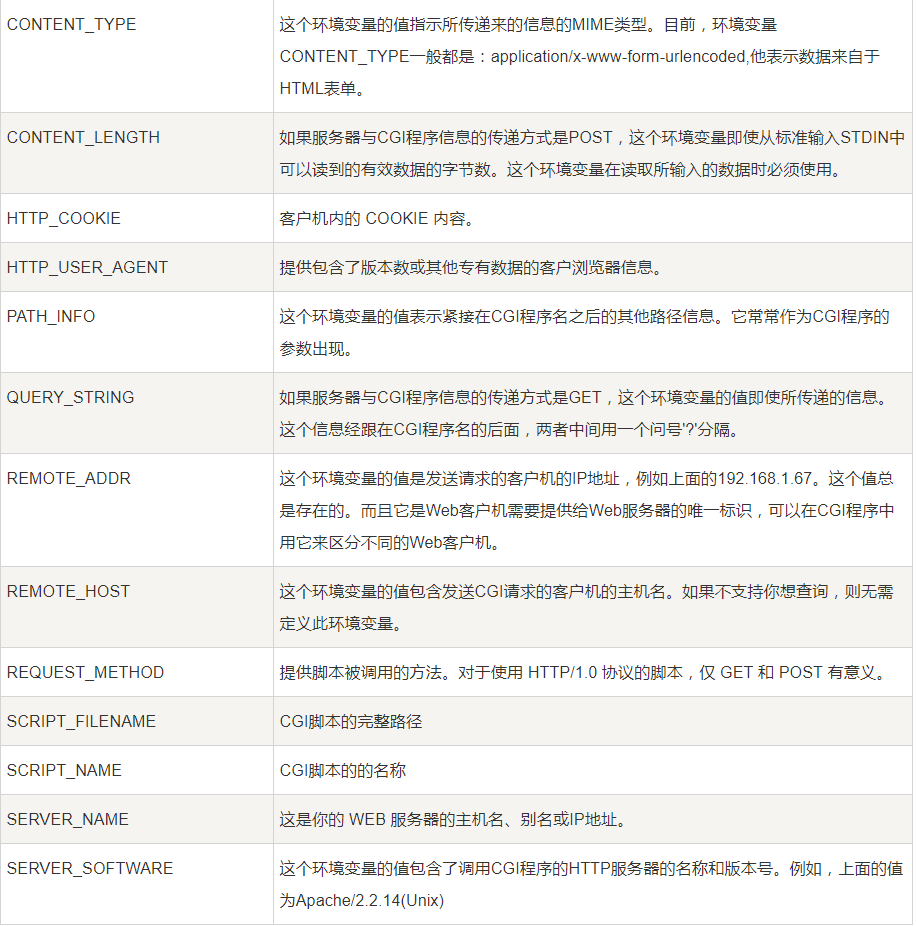 CONTENT_TYPE
这个环境变量的值指示所传递来的信息的MIME类型。目前，环境变量
CONTENT_TYPE一般都是：application/x-www-form-urlencoded,他表示数据来自于
HTML表单。
CONTENT_LENGTH
如果服务器与CGI程序信息的传递方式是POST，这个环境变量即使从标准输入STDIN中
可以读到的有效数据的字节数。这个环境变量在读取所输入的数据时必须使用。
HTTP_COOKIE
客户机内的 COOKIE 内容。
HTTP_USER_AGENT
提供包含了版本数或其他专有数据的客户浏览器信息。
PATH_INFO
这个环境变量的值表示紧接在CGI程序名之后的其他路径信息。它常常作为CGI程序的
参数出现。
QUERY_STRING
如果服务器与CGI程序信息的传递方式是GET，这个环境变量的值即使所传递的信息。
这个信息经跟在CGI程序名的后面，两者中间用一个问号'?'分隔。
REMOTE_ADDR
这个环境变量的值是发送请求的客户机的IP地址，例如上面的192.168.1.67。这个值总
是存在的。而且它是Web客户机需要提供给Web服务器的唯一标识，可以在CGI程序中
用它来区分不同的Web客户机。
REMOTE_HOST
这个环境变量的值包含发送CGI请求的客户机的主机名。如果不支持你想查询，则无需
定义此环境变量。
REQUEST_METHOD
提供脚本被调用的方法。对于使用 HTTP/1.0 协议的脚本，仅 GET 和 POST 有意义。
SCRIPT_FILENAME
CGI脚本的完整路径
SCRIPT_NAME
CGI脚本的的名称
SERVER_NAME
这是你的 WEB 服务器的主机名、别名或IP地址。
SERVER_SOFTWARE
这个环境变量的值包含了调用CGI程序的HTTP服务器的名称和版本号。例如，上面的值
为Apache/2.2.14(Unix)